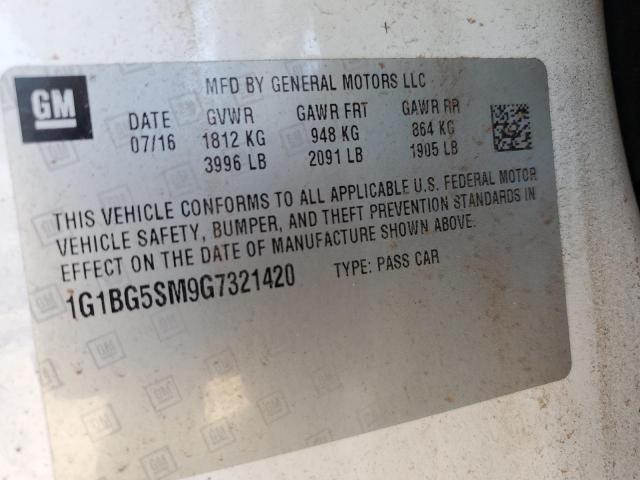 GM
MFD BY GENERAL MOTORS LLC
DATE GVWR GAWR FRT GAWR RR
07/16 1812 KG 948 KG 864 KG
3996 LB 2091 LB 1905 LB
THIS VEHICLE CONFORMS TO ALL APPLICABLE U.S. FEDERAL MOTOR
VEHICLE SAFETY, BUMPER, AND THEFT PREVENTION STANDARDS IN
EFFECT ON THE DATE OF MANUFACTURE SHOWN ABOVE.
1G1BG5SM9G7321420 TYPE: PASS CAR